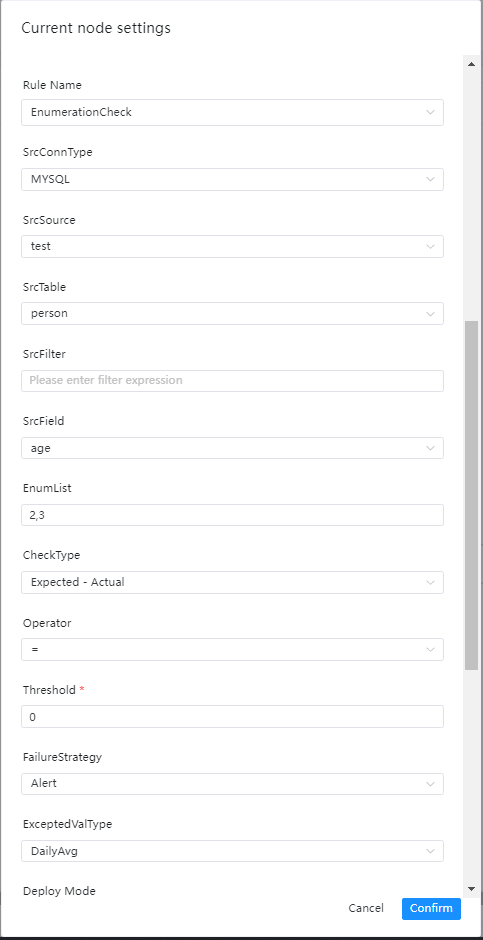 Current node settings
Rule Name
EnumerationCheck
SrcConnType
MYSQL
SrcSource
test
SrcTable
person
SrcFilter
Please enter filter expression
SrcField
age
EnumList
2,3
CheckType
Expected - Actual
Operator
=
Threshold *
0
FailureStrategy
Alert
ExceptedValType
DailyAvg
Deploy Mode
Cancel Confirm